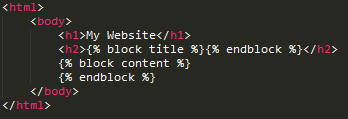 <html>
    <body>
        <h1>My Website</h1>
        <h2>{% block title %}{% endblock %}</h2>
        {% block content %}
        {% endblock %}
    </body>
</html>